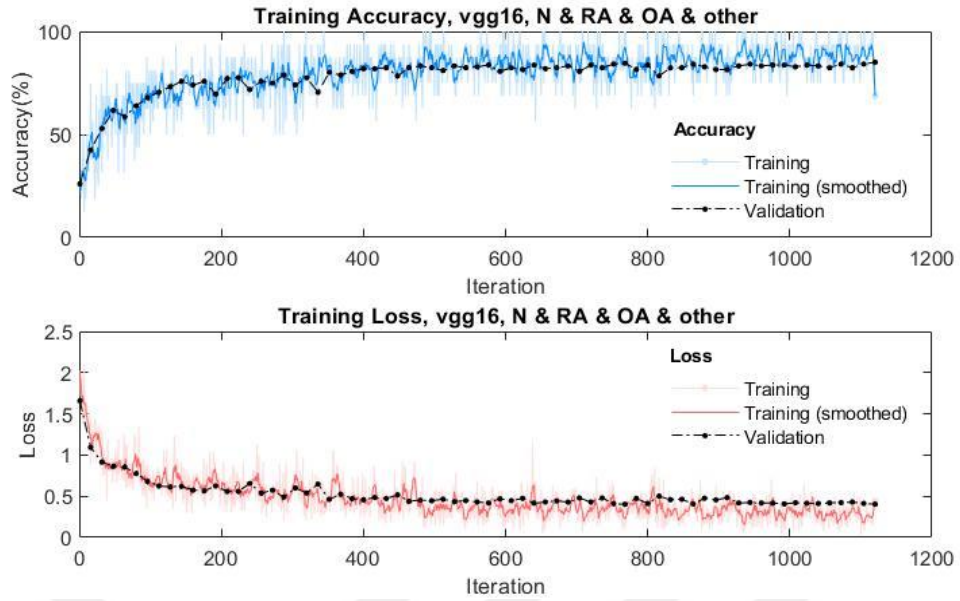 Training Accuracy, vgg16, N & RA & OA & other
100
50
0
Accuracy(%)
Accuracy
Training
Training (smoothed)
Validation
0 200 400 600 800 1000 1200
Iteration
Training Loss, vgg16, N & RA & OA & other
2.5
2
1.5
1
0.5
0
Loss
Loss
Training
Training (smoothed)
Validation
0 200 400 600 800 1000 1200
Iteration